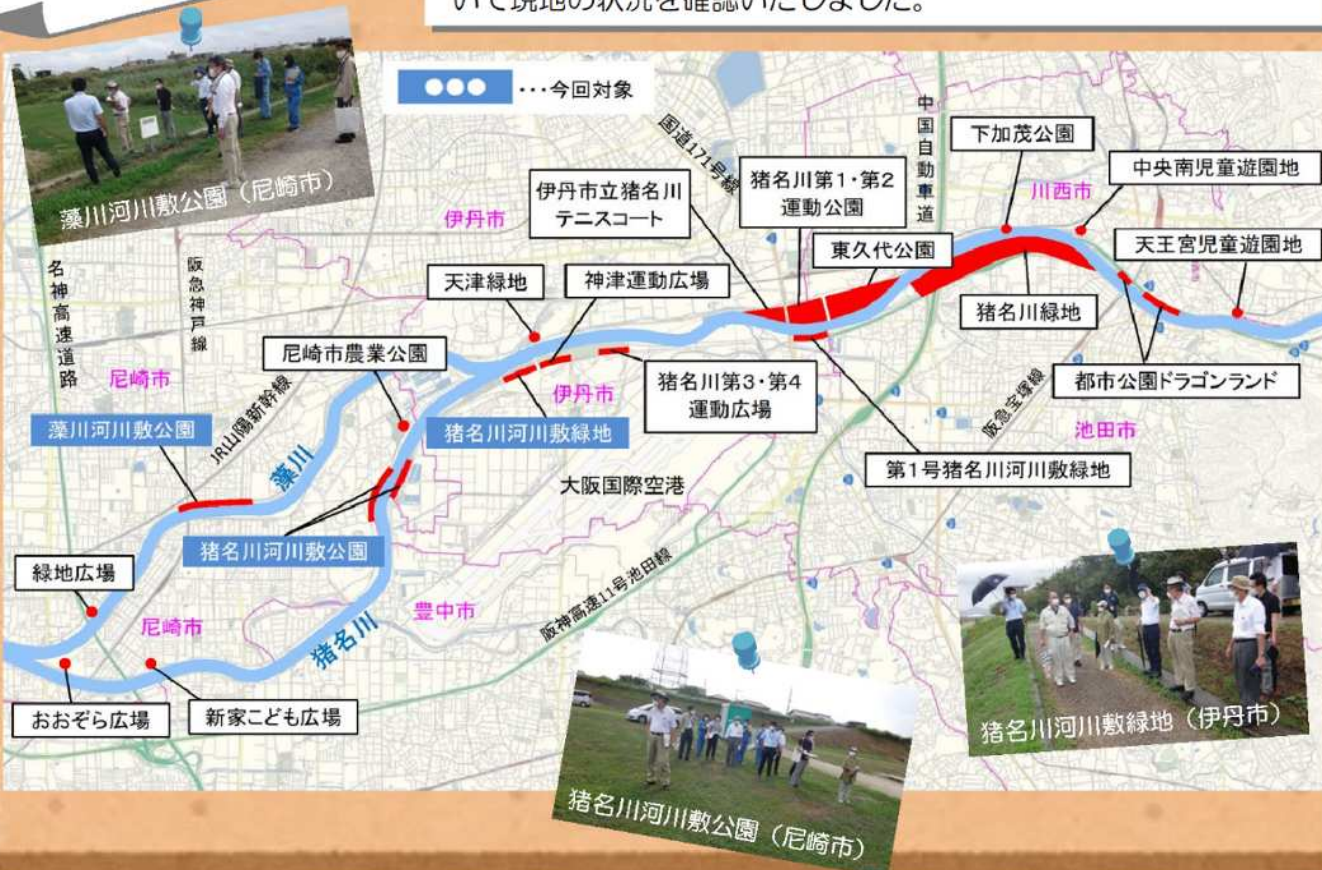 いて現地の状況を確認いたしました。
藻川河川敷公園（尼崎市）
●●●…今回対象
国道171号線
中国自動車道
下加茂公園
中央南児童遊園地
川西市
伊丹市立猪名川
テニスコート
猪名川第1・第2
運動公園
伊丹市
東久代公園
天王宮児童遊園地
名神高速道路
阪急神戸線
天津緑地
神津運動広場
猪名川緑地
尼崎市農業公園
尼崎市
猪名川第3・第4
運動広場
伊丹市
都市公園ドラゴンランド
JR山陽新幹線
阪急宝塚線
藻川河川敷公園
猪名川河川敷緑地
池田市
藻川
第1号猪名川河川敷緑地
大阪国際空港
猪名川河川敷公園
緑地広場
豊中市
阪神高速11号池田線
尼崎市
猪名川
おおぞら広場
新家こども広場
猪名川河川敷緑地（伊丹市）
猪名川河川敷公園（尼崎市）